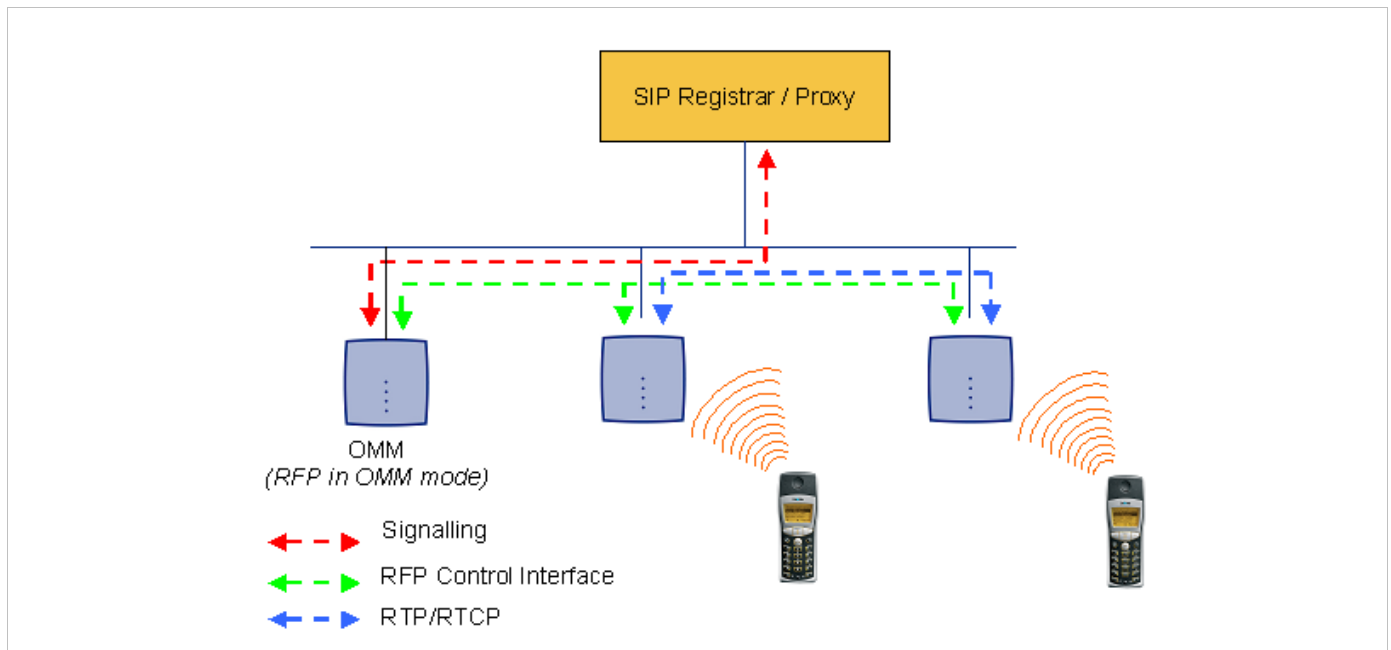 SIP Registrar / Proxy
OMM
(RFP in OMM mode)
Signalling
RFP Control Interface
RTP/RTCP